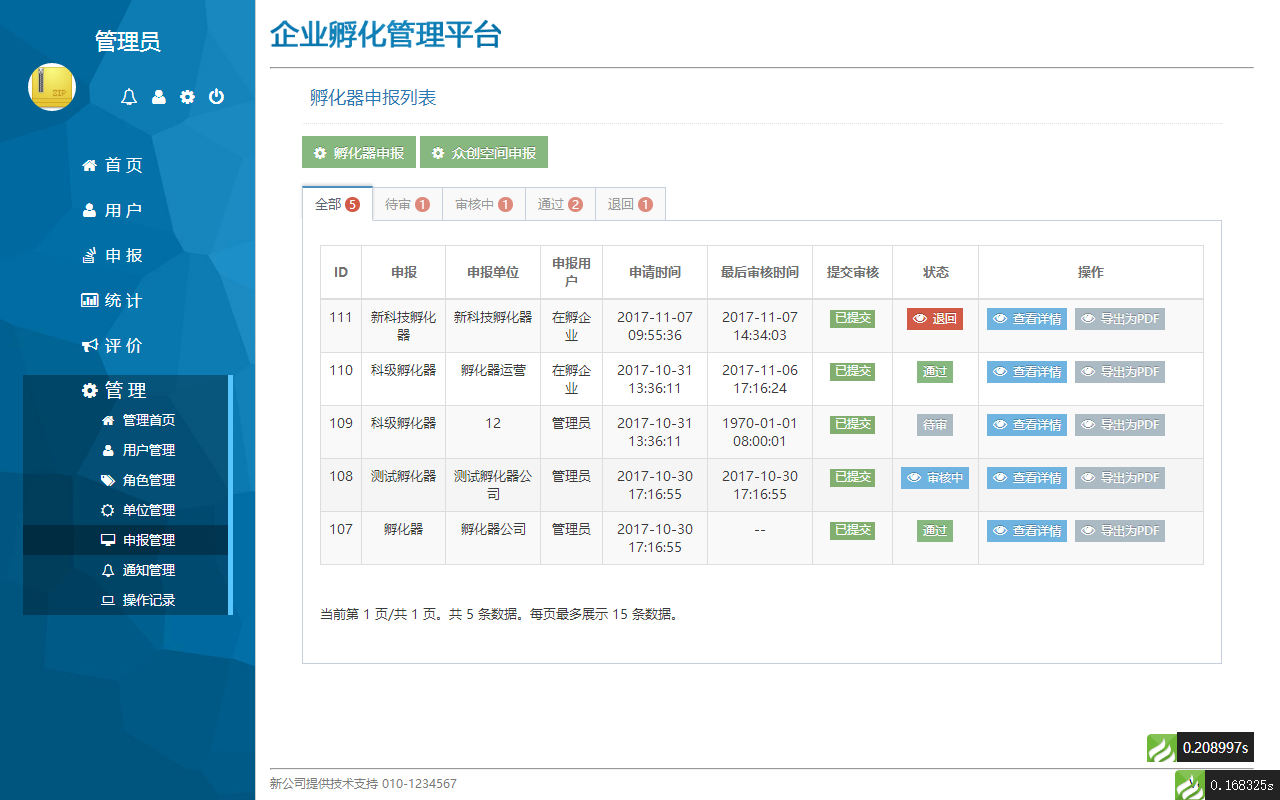 管理员
ZIP
首 页
用 户
申 报
统 计
评 价
管 理
管理首页
用户管理
角色管理
单位管理
申报管理
通知管理
操作记录
企业孵化管理平台
孵化器申报列表
孵化器申报 众创空间申报
全部 5 待审 1 审核中 1 通过 2 退回 1
ID 申报 申报单位 申报用户 申请时间 最后审核时间 提交审核 状态 操作
111 新科技孵化器 新科技孵化器 在孵企业 2017-11-07 09:55:36 2017-11-07 14:34:03 已提交 退回 查看详情 导出为PDF
110 科级孵化器 孵化器运营 在孵企业 2017-10-31 13:36:11 2017-11-06 17:16:24 已提交 通过 查看详情 导出为PDF
109 科级孵化器 12 管理员 2017-10-31 13:36:11 1970-01-01 08:00:01 已提交 待审 查看详情 导出为PDF
108 测试孵化器 测试孵化器公司 管理员 2017-10-30 17:16:55 2017-10-30 17:16:55 已提交 审核中 查看详情 导出为PDF
107 孵化器 孵化器公司 管理员 2017-10-30 17:16:55 -- 已提交 通过 查看详情 导出为PDF
当前第 1 页/共 1 页。共 5 条数据。每页最多展示 15 条数据。
0.208997s
新公司提供技术支持 010-1234567
0.168325s